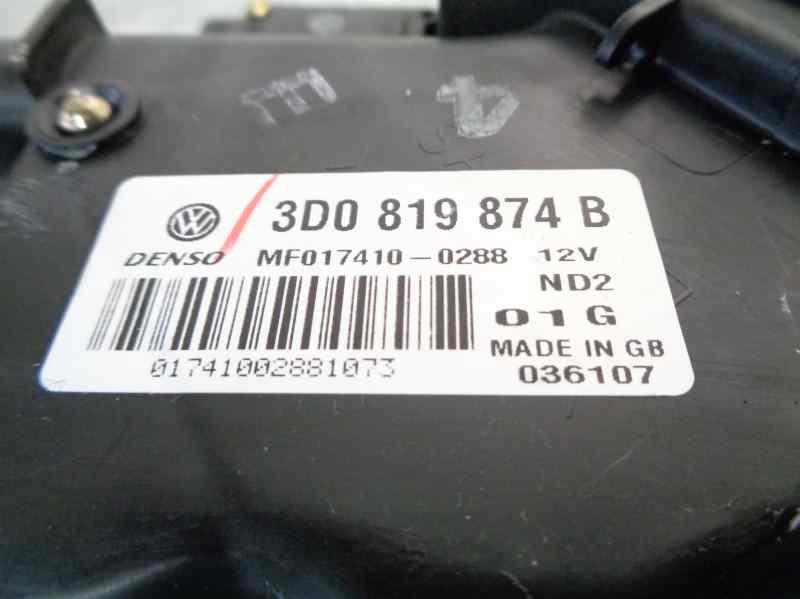 3D0 819 874 B
DENSO MF017410-0288 12V
ND2
01G
MADE IN GB
01741002881073
036107